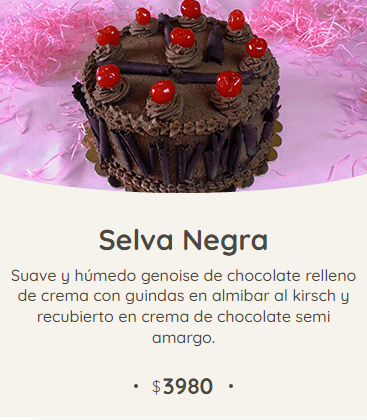 Selva Negra
Suave y húmedo genoise de chocolate relleno
de crema con guindas en almibar al kirsch y
recubierto en crema de chocolate semi
amargo.
• $3980 •